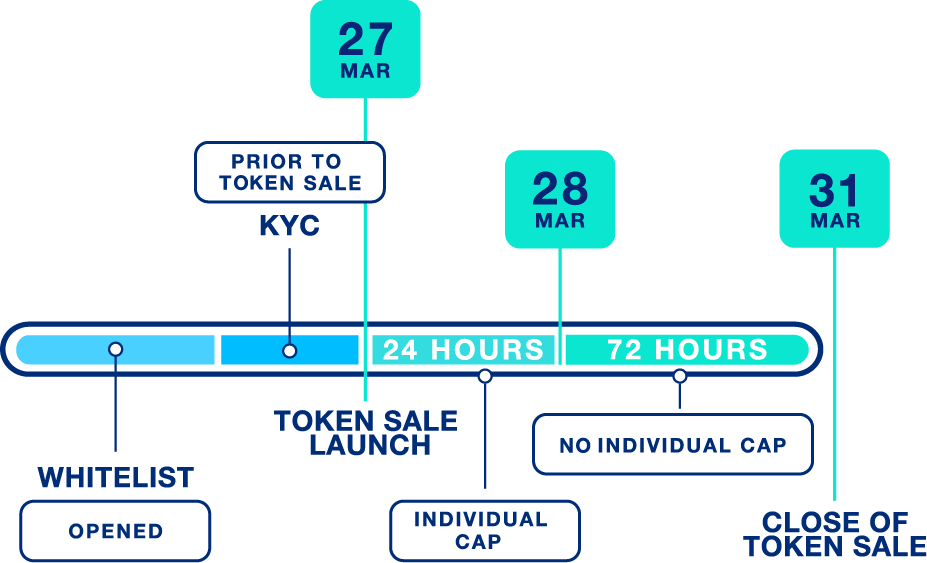 27
MAR
PRIOR TO
TOKEN SALE
KYC
28
MAR
31
MAR
24 HOURS
72 HOURS
TOKEN SALE
LAUNCH
NO INDIVIDUAL CAP
WHITELIST
OPENED
INDIVIDUAL
CAP
CLOSE OF
TOKEN SALE